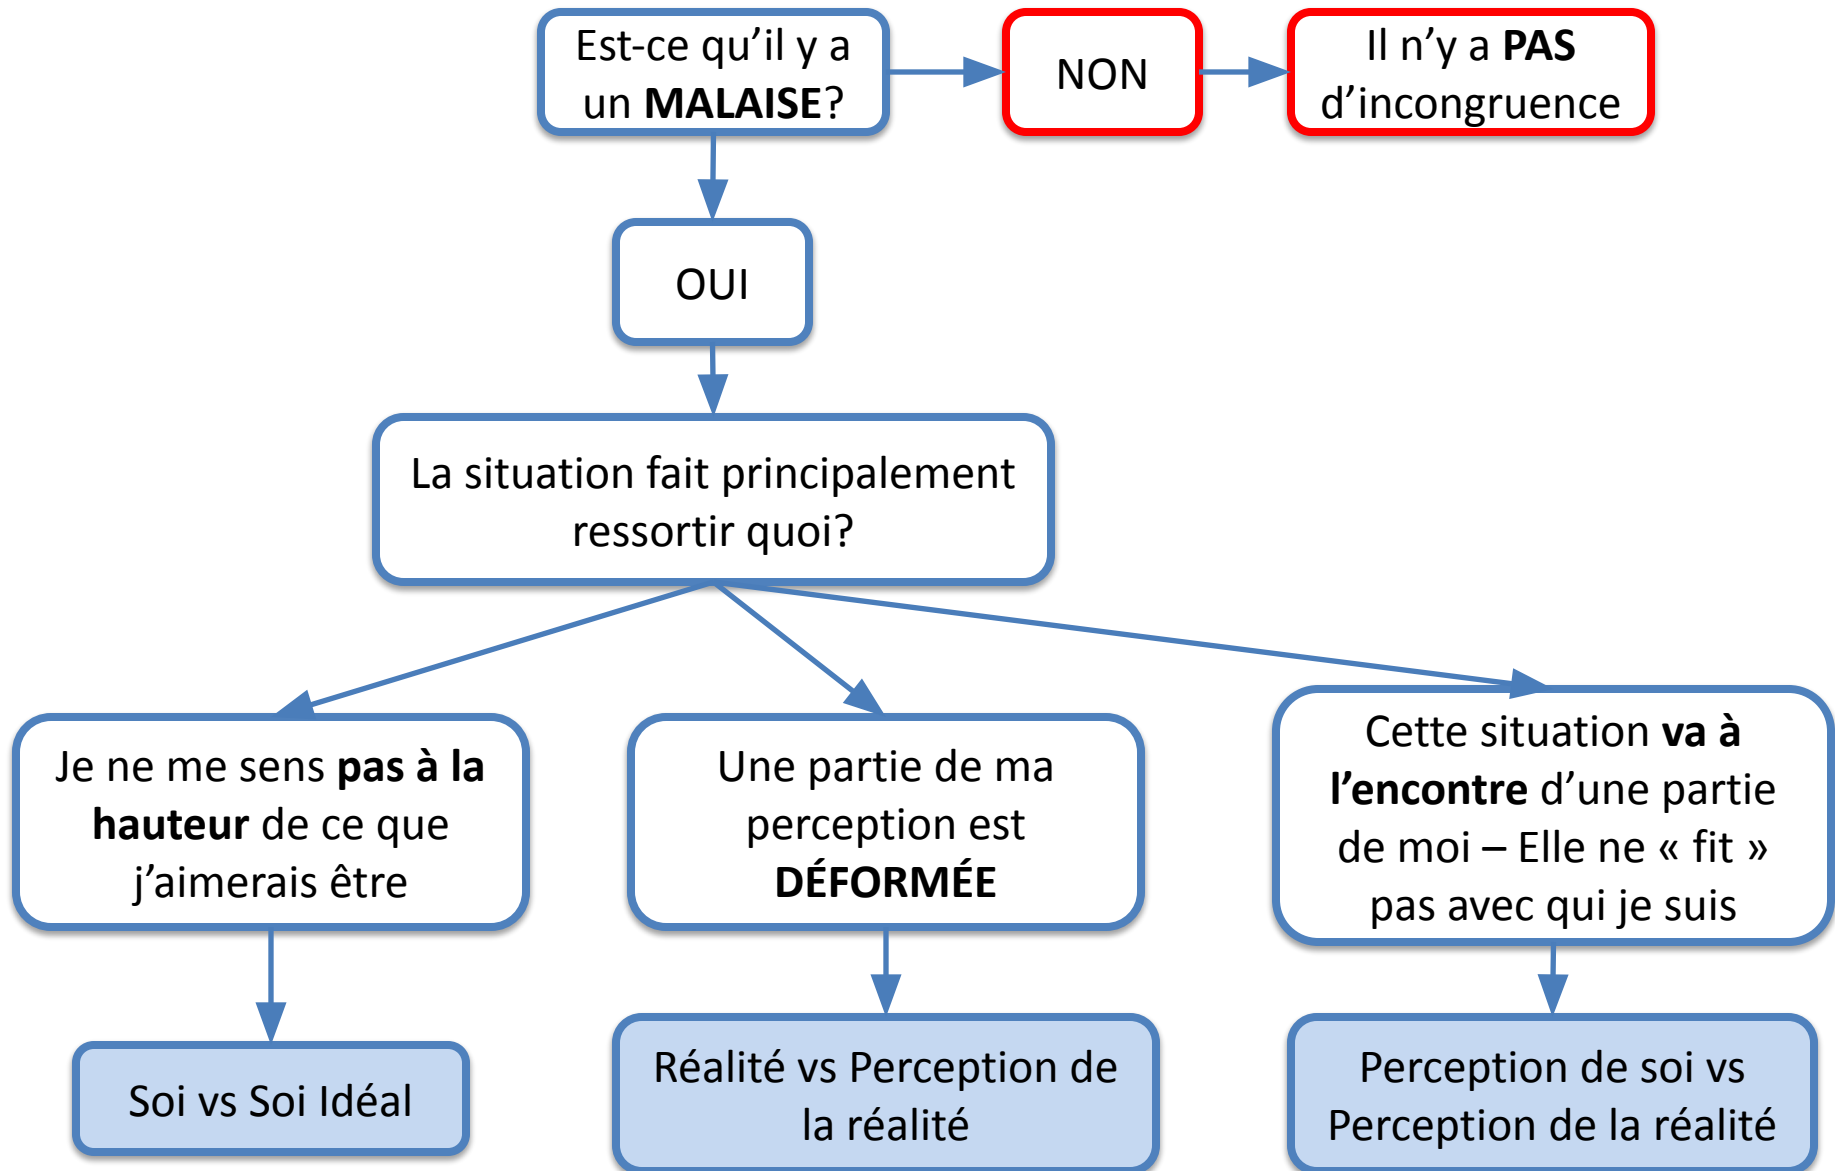 Est-ce qu’il y a
un MALAISE?
NON
Il n’y a PAS
d’incongruence
OUI
La situation fait principalement
ressortir quoi?
Je ne me sens pas à la
hauteur de ce que
j’aimerais être
Une partie de ma
perception est
DÉFORMÉE
Cette situation va à
l’encontre d’une partie
de moi – Elle ne « fit »
pas avec qui je suis
Soi vs Soi Idéal
Réalité vs Perception de
la réalité
Perception de soi vs
Perception de la réalité